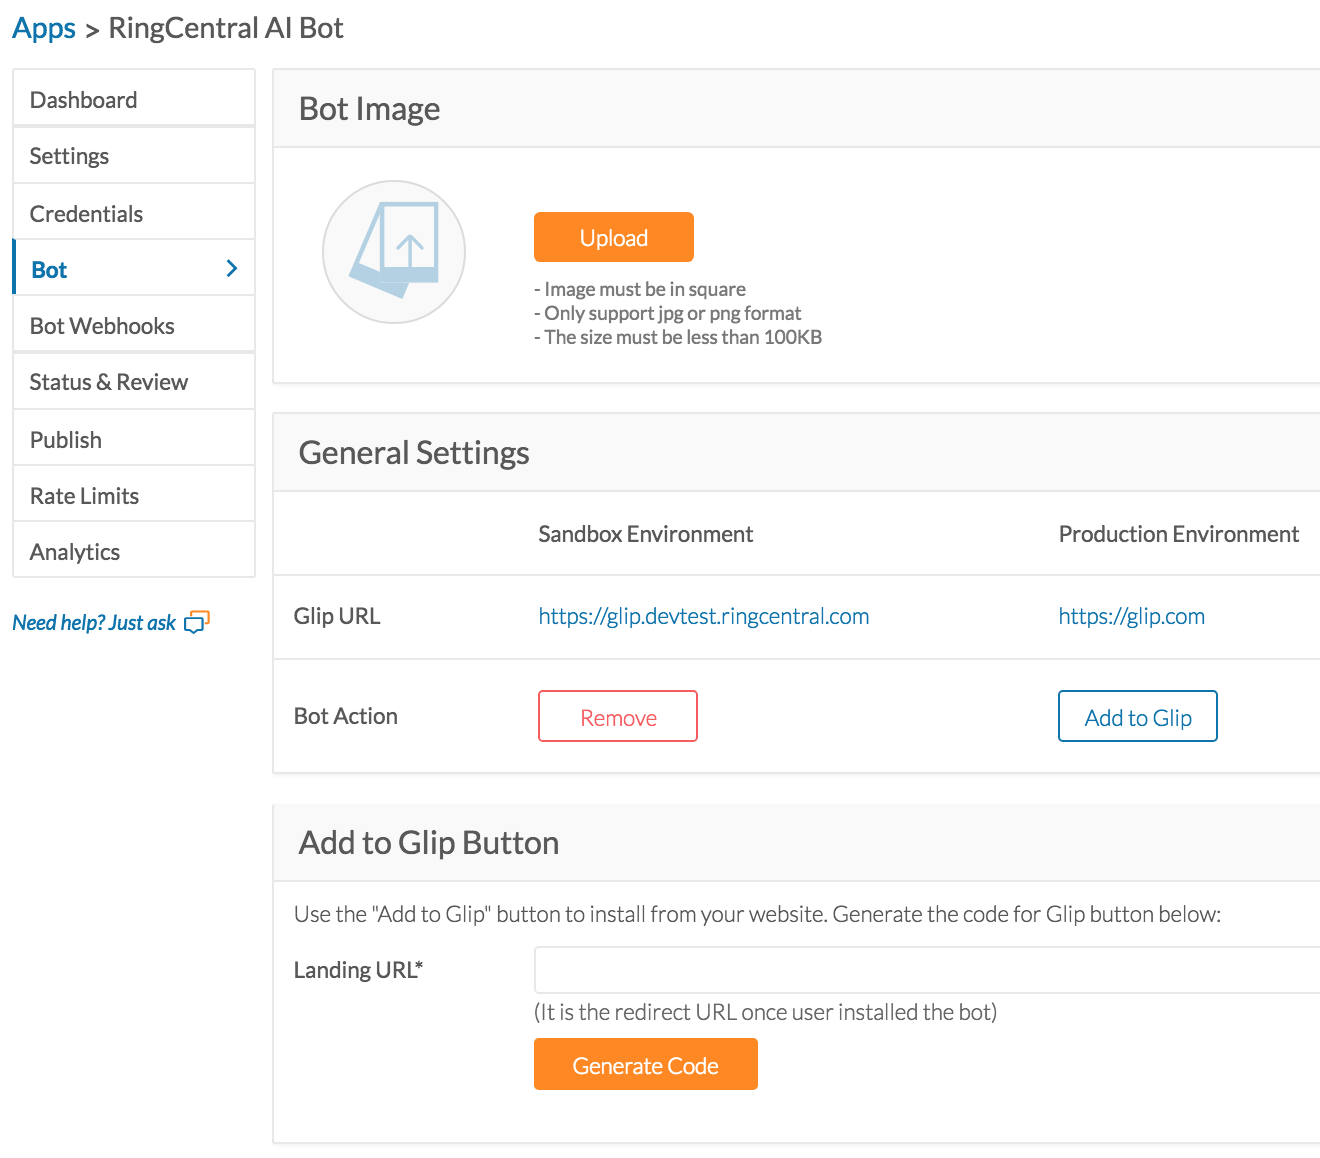 Apps > RingCentral AI Bot
Dashboard
Settings
Credentials
Bot
Bot Webhooks
Status & Review
Publish
Rate Limits
Analytics
Need help? Just ask
Bot Image
Upload
- Image must be in square
- Only support jpg or png format
- The size must be less than 100KB
General Settings
Sandbox Environment Production Environment
Glip URL https://glip.devtest.ringcentral.com https://glip.com
Bot Action Remove Add to Glip
Add to Glip Button
Use the "Add to Glip" button to install from your website. Generate the code for Glip button below:
Landing URL*
(It is the redirect URL once user installed the bot)
Generate Code